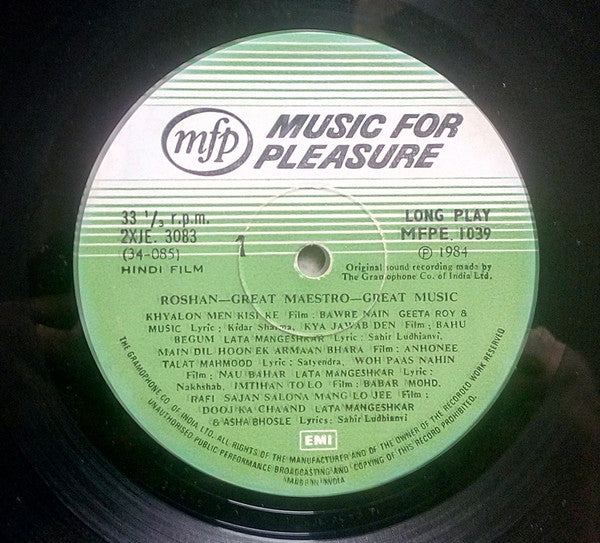 mfp
MUSIC FOR
PLEASURE
33 1/3 r.p.m.
2XJE. 3083
(34-085)
HINDI FILM
1
LONG PLAY
MFPE. 1039
℗ 1984
Original sound recording made by
The Gramophone Co. of India Ltd.
ROSHAN—GREAT MAESTRO—GREAT MUSIC
KHYALON MEN KISI KE Film : BAWRE NAIN GEETA ROY &
MUSIC Lyric ; Kidar Sharma, KYA JAWAB DEN Film ; BAHU
BEGUM LATA MANGESHKAR Lyric : Sahir Ludhianvi,
MAIN DIL HOON EK ARMAAN BHARA Film : ANHONEE
TALAT MAHMOOD Lyric : Satyendra, WOH PAAS NAHIN
Film ; NAU BAHAR LATA MANGESHKAR Lyric :
Nakhshab, IMTIHAN TO LO Film : BABAR MOHD.
RAFI SAJAN SALONA MANG LO JEE Film :
DOOJ KA CHAAND LATA MANGESHKAR
& ASHA BHOSLE Lyrics : Sahir Ludhianvi
EMI
THE GRAMOPHONE CO. OF INDIA LTD. ALL RIGHTS OF THE MANUFACTURER AND OF THE OWNER OF THE RECORDED WORK RESERVED
UNAUTHORISED PUBLIC PERFORMANCE BROADCASTING AND COPYING OF THIS RECORD PROHIBITED.
MADE IN INDIA